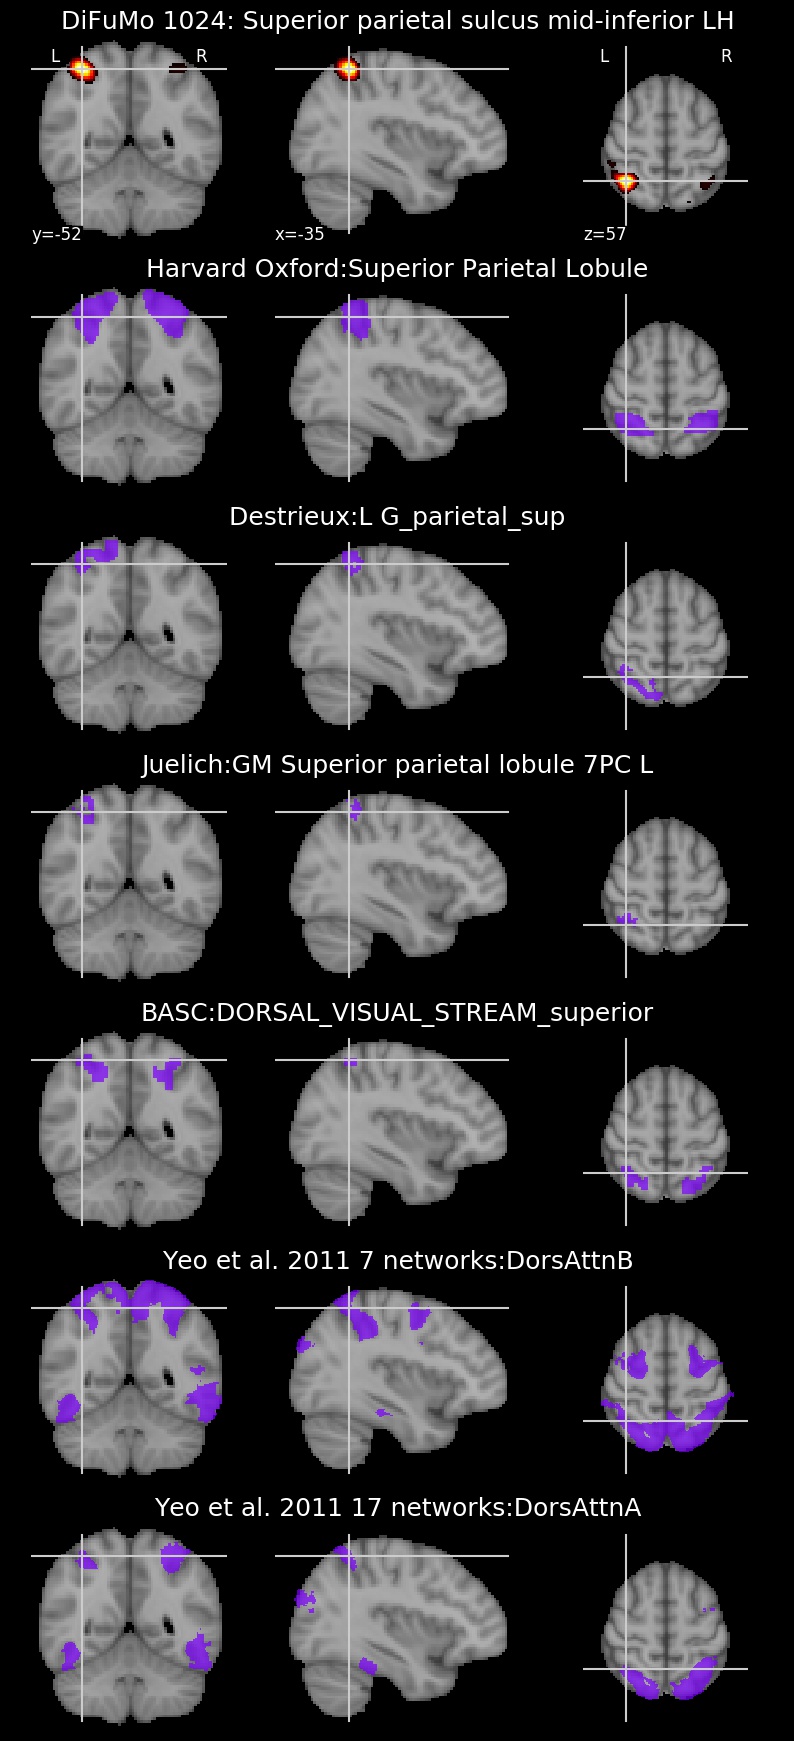 DiFuMo 1024: Superior parietal sulcus mid-inferior LH
L R L R
y=-52 x=-35 z=57
Harvard Oxford:Superior Parietal Lobule
Destrieux:L G_parietal_sup
Juelich:GM Superior parietal lobule 7PC L
BASC:DORSAL_VISUAL_STREAM_superior
Yeo et al. 2011 7 networks:DorsAttnB
Yeo et al. 2011 17 networks:DorsAttnA